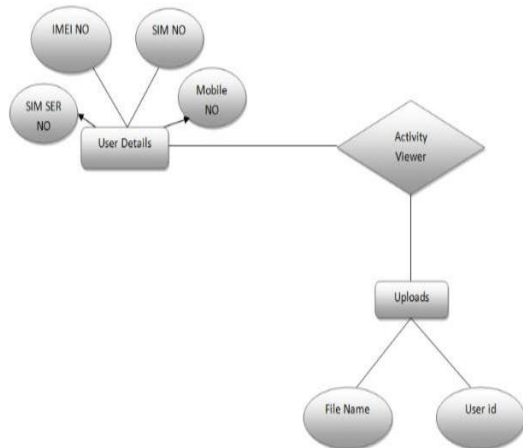 IMEI NO
SIM NO
SIM SER
NO
Mobile
NO
User Details
Activity
Viewer
Uploads
File Name
User id